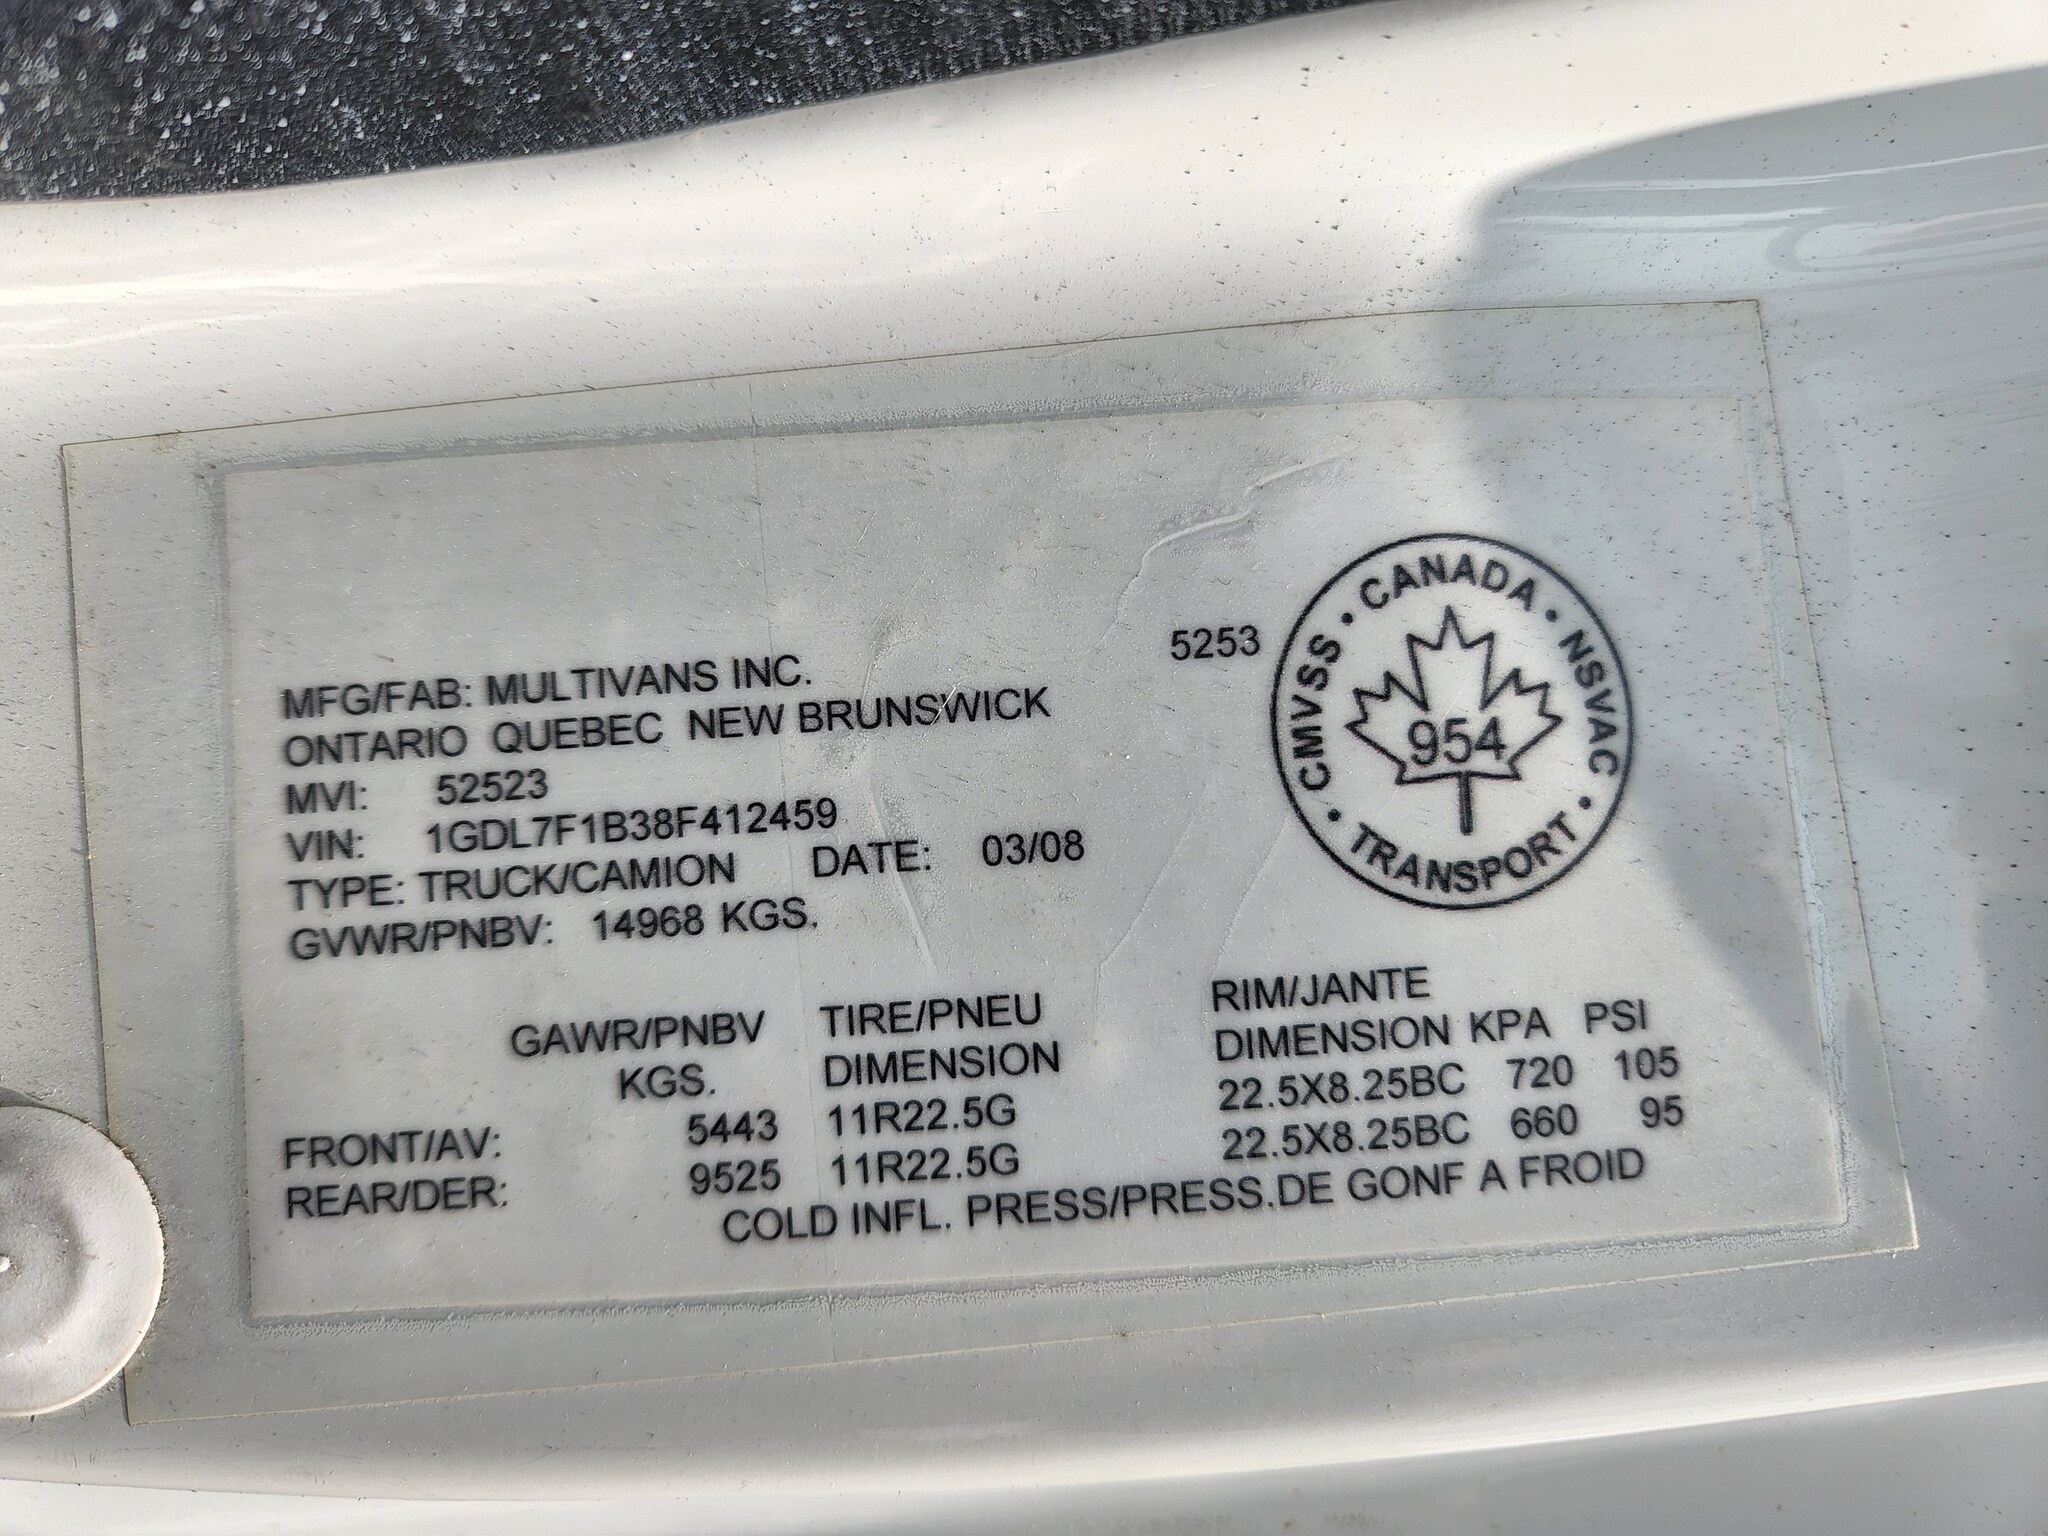 MFG/FAB: MULTIVANS INC.
ONTARIO QUEBEC NEW BRUNSWICK
MVI: 52523
VIN: 1GDL7F1B38F412459
TYPE: TRUCK/CAMION DATE: 03/08
GVWR/PNBV: 14968 KGS.
5253
CANADA • NSVAC • TRANSPORT • CMVSS •
954
GAWR/PNBV TIRE/PNEU RIM/JANTE
KGS. DIMENSION DIMENSION KPA PSI
FRONT/AV: 5443 11R22.5G 22.5X8.25BC 720 105
REAR/DER: 9525 11R22.5G 22.5X8.25BC 660 95
COLD INFL. PRESS/PRESS.DE GONF A FROID